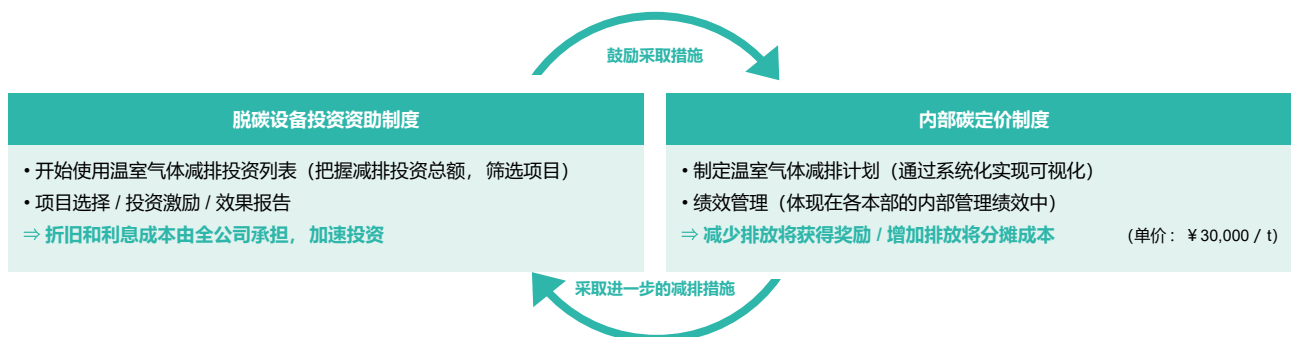 鼓励采取措施
脱碳设备投资资助制度
• 开始使用温室气体减排投资列表（把握减排投资总额，筛选项目）
• 项目选择 / 投资激励 / 效果报告
⇒ 折旧和利息成本由全公司承担，加速投资
内部碳定价制度
• 制定温室气体减排计划（通过系统化实现可视化）
• 绩效管理（体现在各本部的内部管理绩效中）
⇒ 减少排放将获得奖励 / 增加排放将分摊成本 （单价：￥30,000 / t）
采取进一步的减排措施